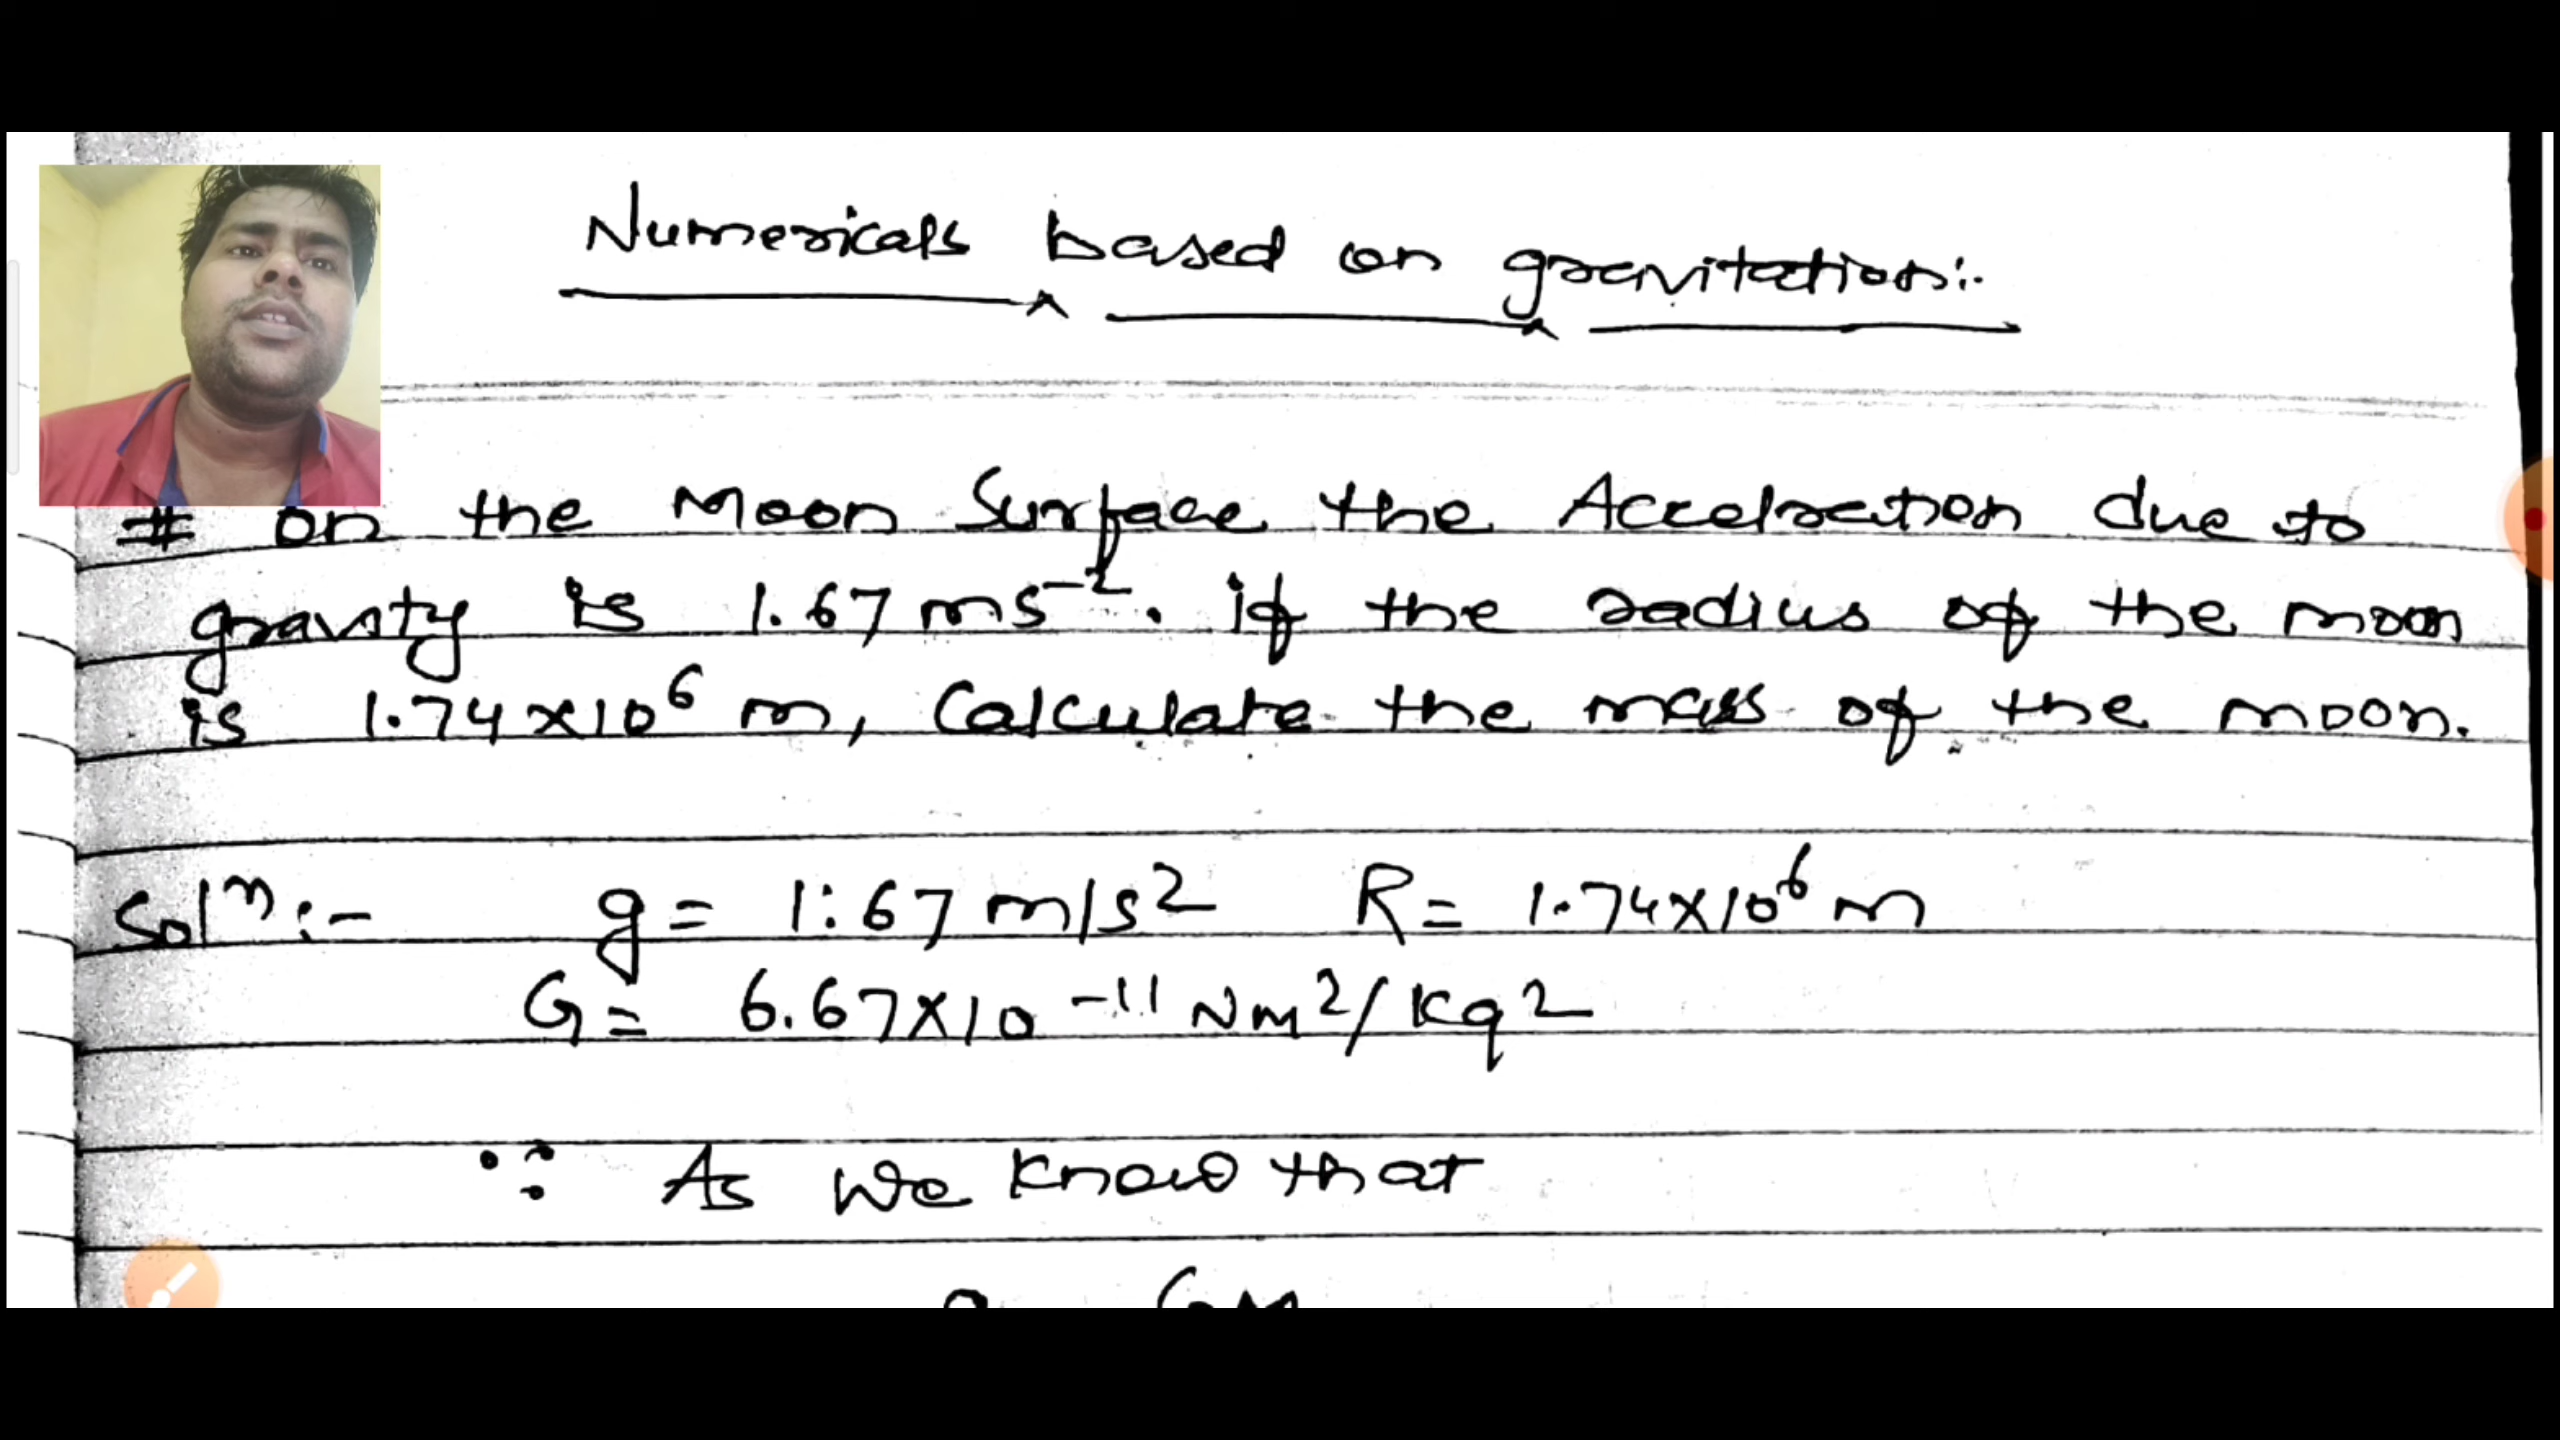 Numericals based on gravitation:-
# on the Moon Surface the Accelration due to
gravity is 1.67 ms⁻². if the radius of the moon
is 1.74×10⁶ m, Calculate the mass of the moon.
Solⁿ:- g = 1.67 m/s² R = 1.74×10⁶ m
G = 6.67×10⁻¹¹ Nm²/Kg²
∵ As We Know that